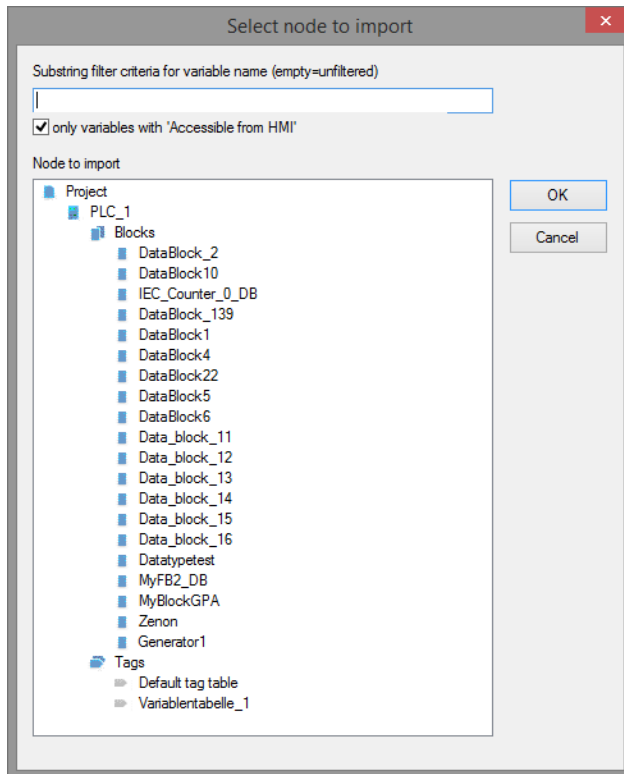 Select node to import
Substring filter criteria for variable name (empty=unfiltered)
only variables with 'Accessible from HMI'
Node to import
Project
PLC_1
Blocks
DataBlock_2
DataBlock10
IEC_Counter_0_DB
DataBlock_139
DataBlock1
DataBlock4
DataBlock22
DataBlock5
DataBlock6
Data_block_11
Data_block_12
Data_block_13
Data_block_14
Data_block_15
Data_block_16
Datatypetest
MyFB2_DB
MyBlockGPA
Zenon
Generator1
Tags
Default tag table
Variablentabelle_1
OK
Cancel